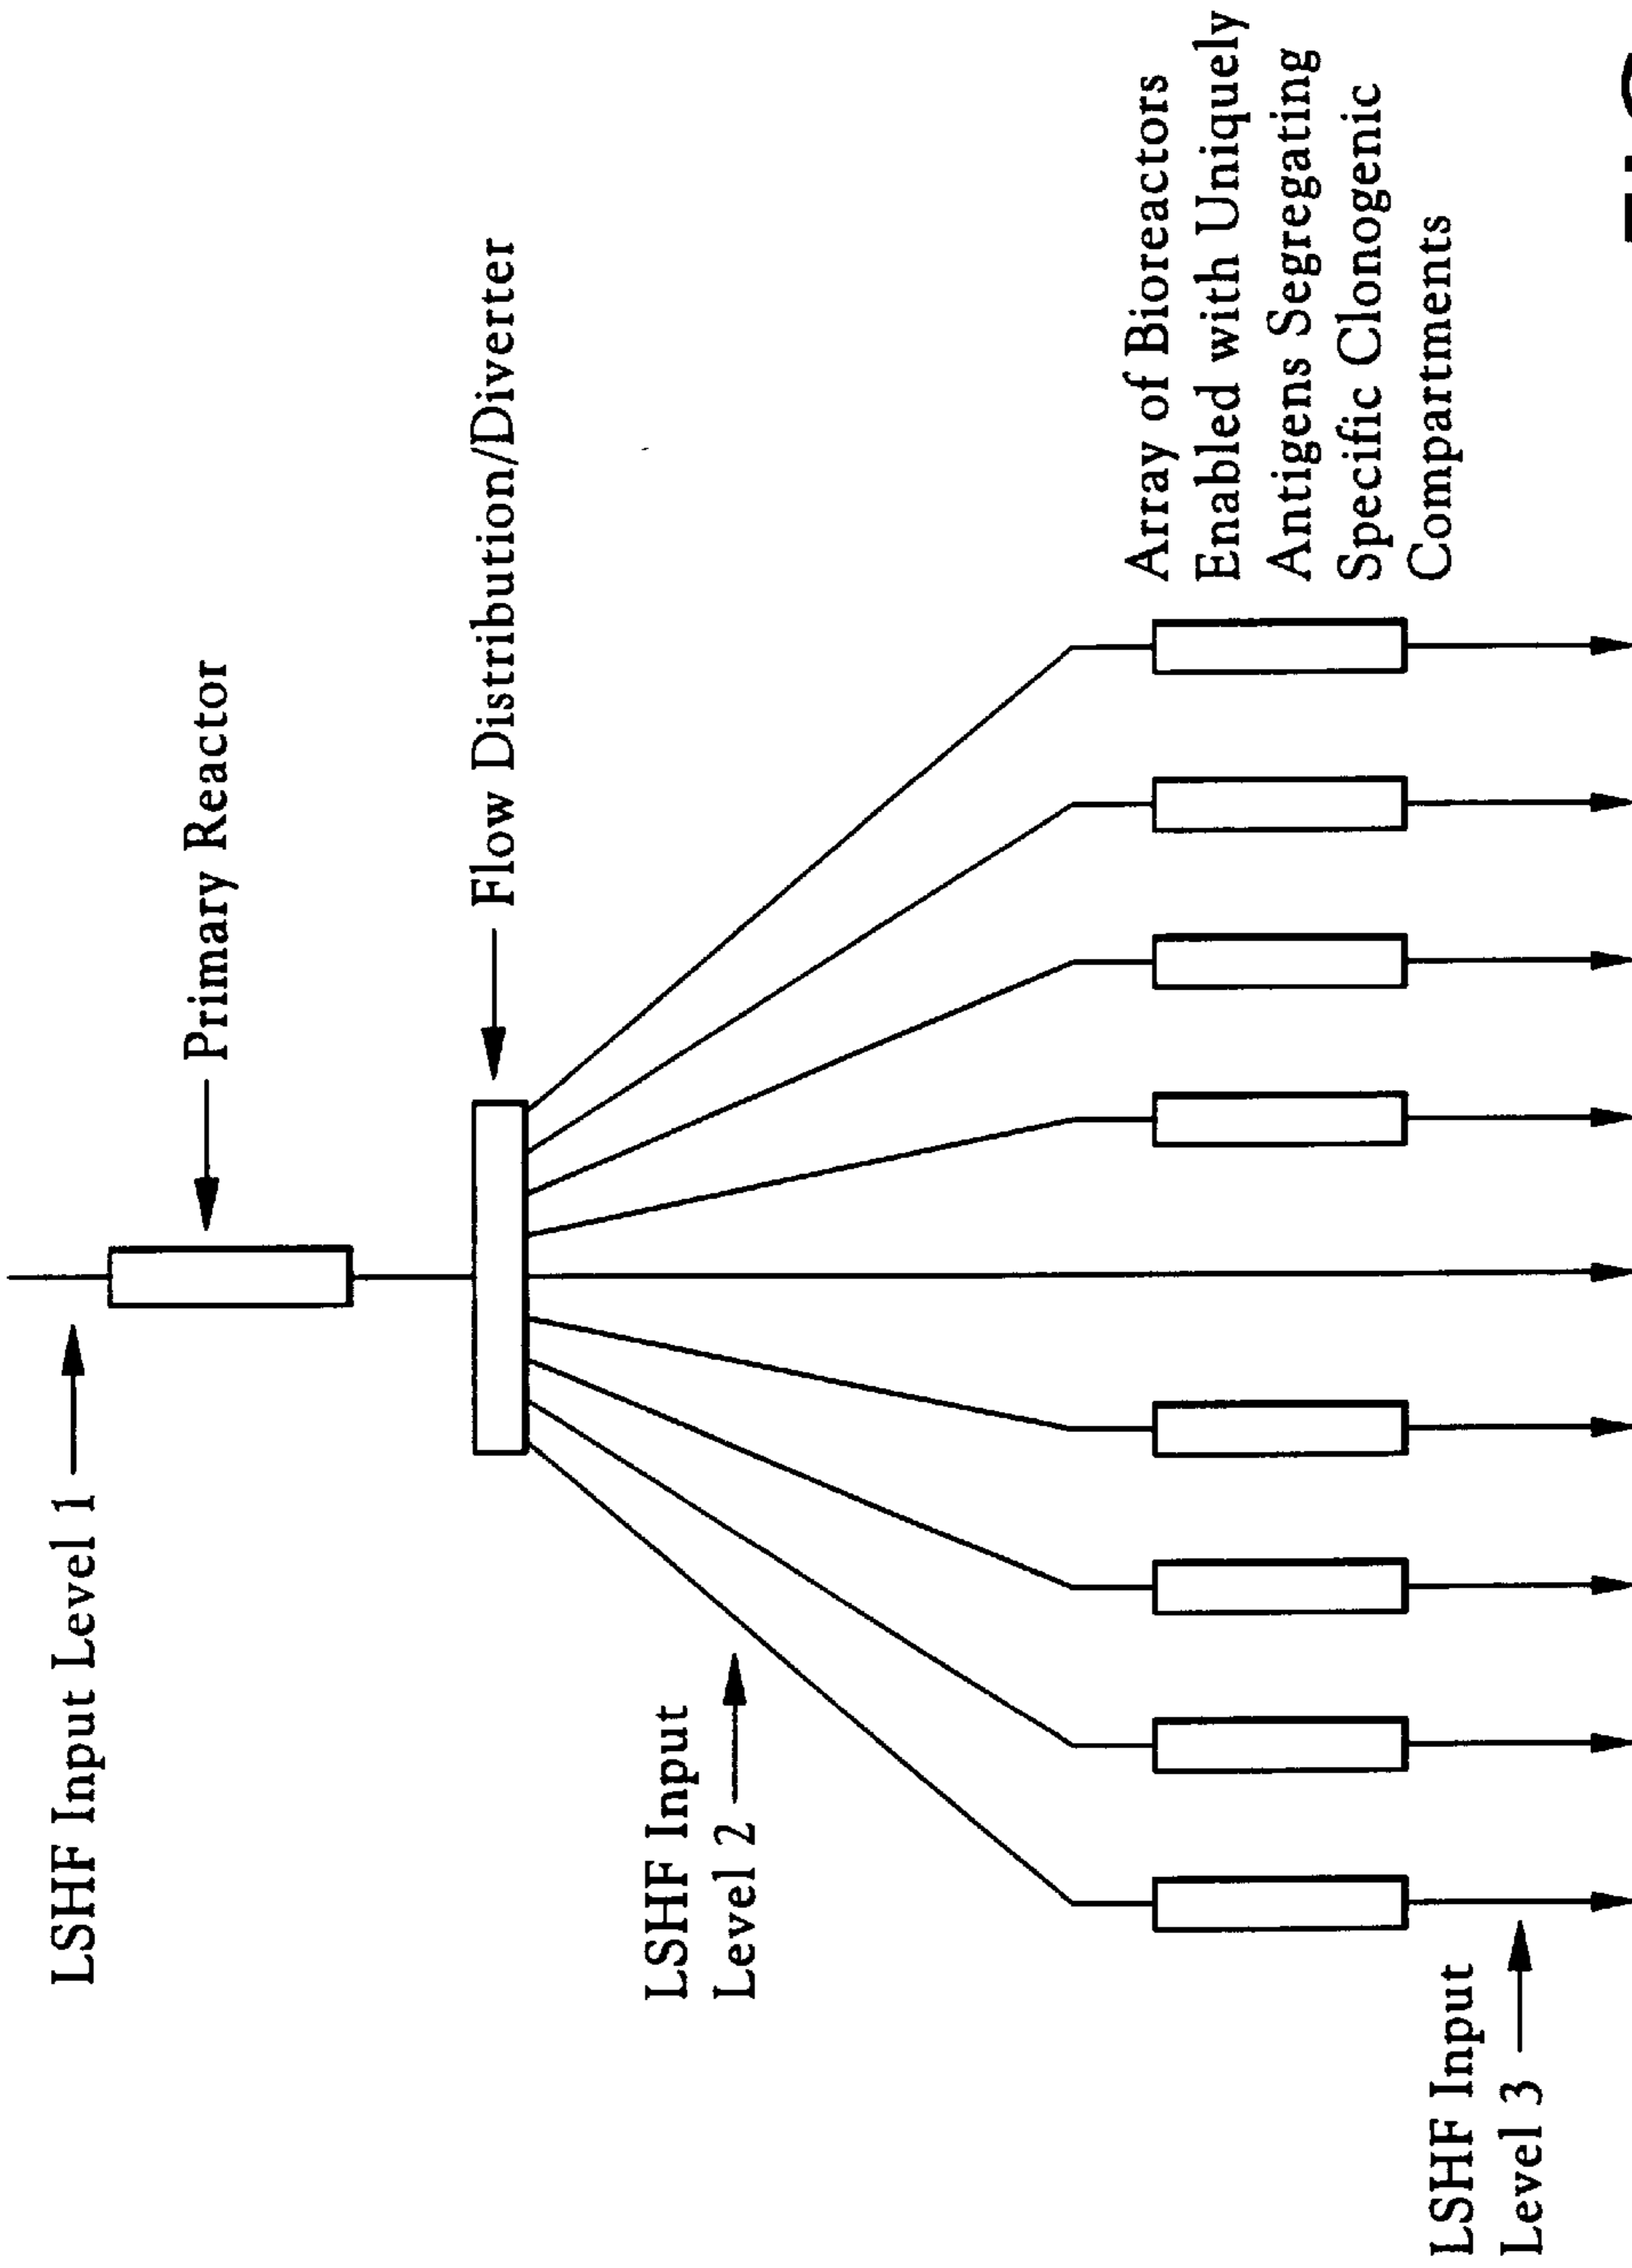 LSHF Input Level 1
Primary Reactor
Flow Distribution/Diverter
LSHF Input
Level 2
Array of Bioreactors
Enabled with Uniquely
Antigens Segregating
Specific Clonogenic
Compartments
LSHF Input
Level 3